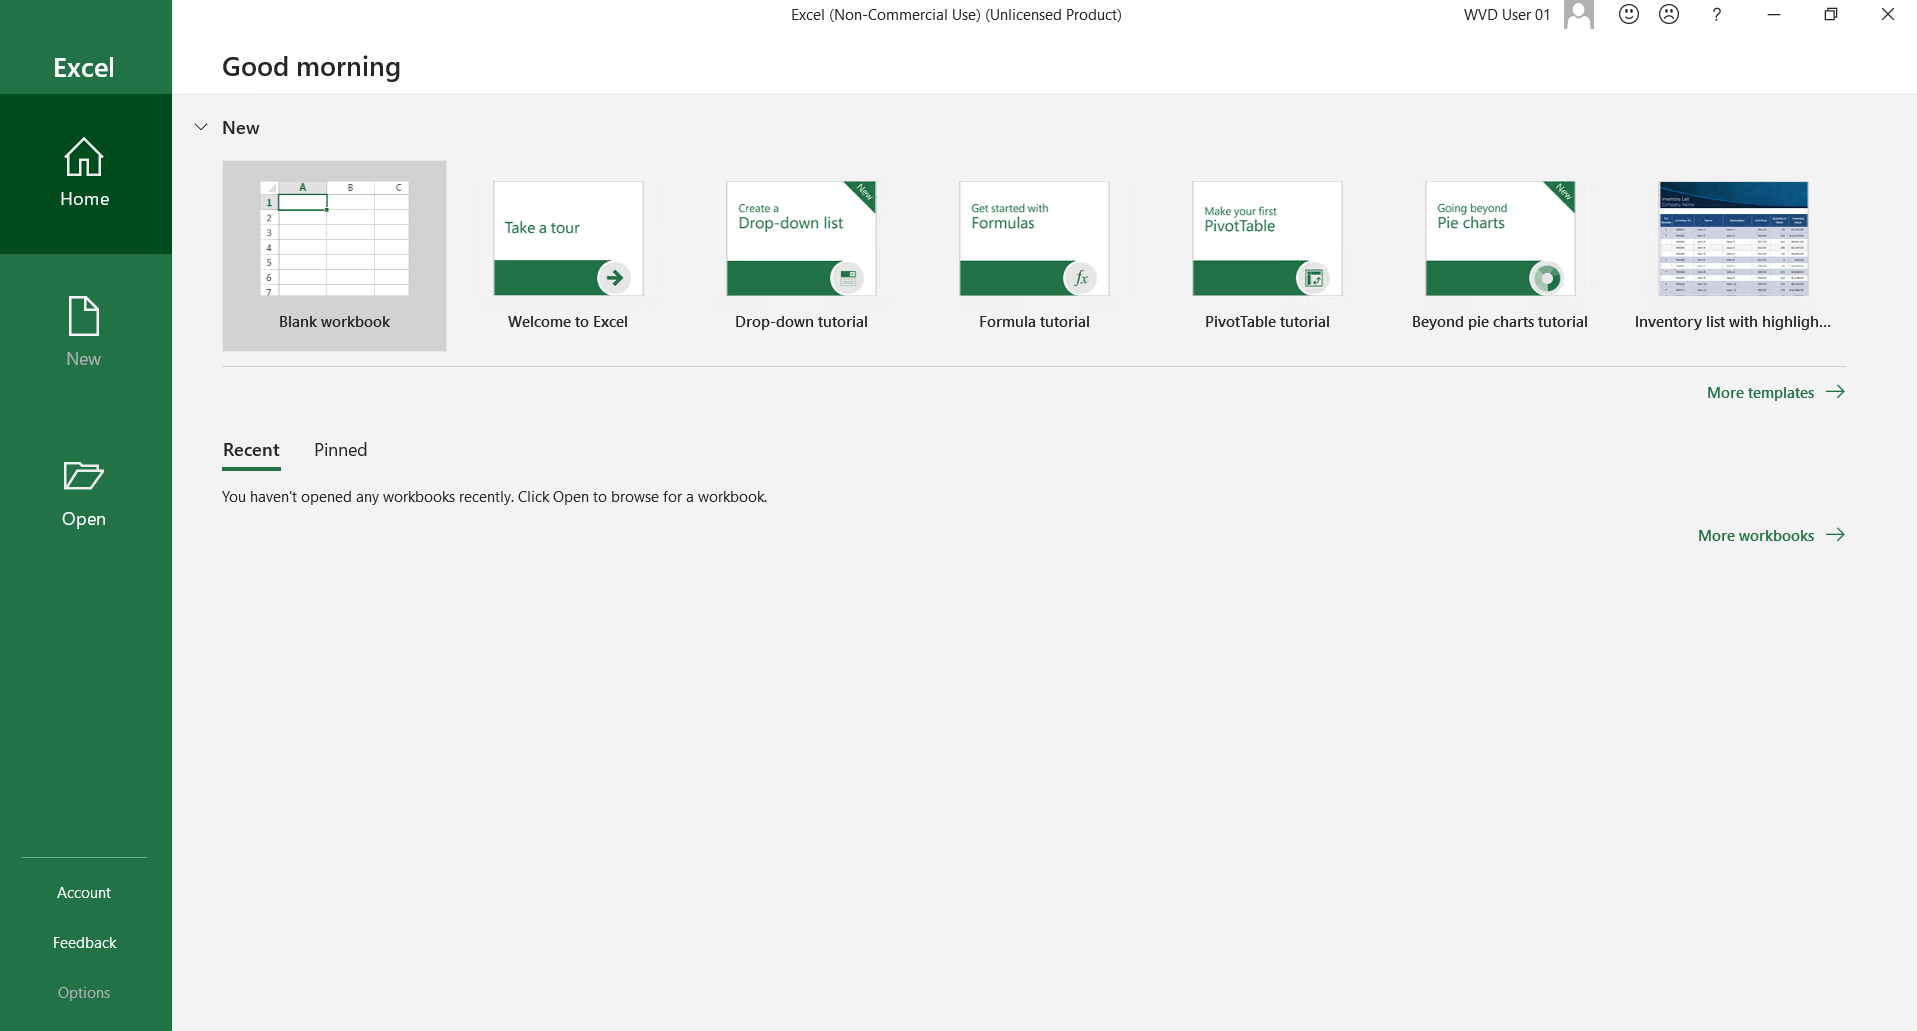 Excel (Non-Commercial Use) (Unlicensed Product)
WVD User 01
?
Excel
Good morning
Home
New
Open
Account
Feedback
Options
New
A B C
1
2
3
4
5
6
7
Blank workbook
Take a tour
Welcome to Excel
New
Create a
Drop-down list
Drop-down tutorial
Get started with
Formulas
fx
Formula tutorial
Make your first
PivotTable
PivotTable tutorial
New
Going beyond
Pie charts
Beyond pie charts tutorial
Inventory List
Company Name
Inventory list with highligh...
More templates
Recent Pinned
You haven't opened any workbooks recently. Click Open to browse for a workbook.
More workbooks